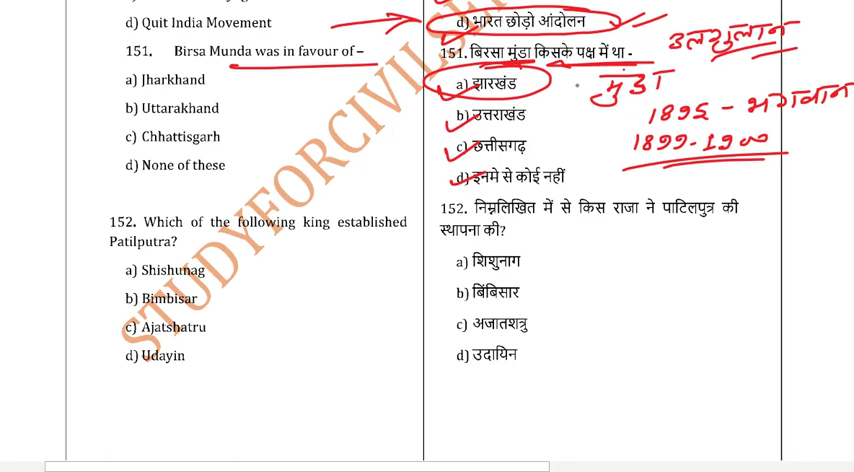 d) Quit India Movement
151. Birsa Munda was in favour of –
a) Jharkhand
b) Uttarakhand
c) Chhattisgarh
d) None of these
152. Which of the following king established
Patilputra?
a) Shishunag
b) Bimbisar
c) Ajatshatru
d) Udayin
d) भारत छोड़ो आंदोलन
151. बिरसा मुंडा किसके पक्ष में था -
a) झारखंड
b) उत्तराखंड
c) छत्तीसगढ़
d) इनमे से कोई नहीं
152. निम्नलिखित में से किस राजा ने पाटिलपुत्र की
स्थापना की?
a) शिशुनाग
b) बिंबिसार
c) अजातशत्रु
d) उदायिन
उलगुलान
मुंडा
1895 - भगवान
1899-1900
STUDYFORCIVILSE